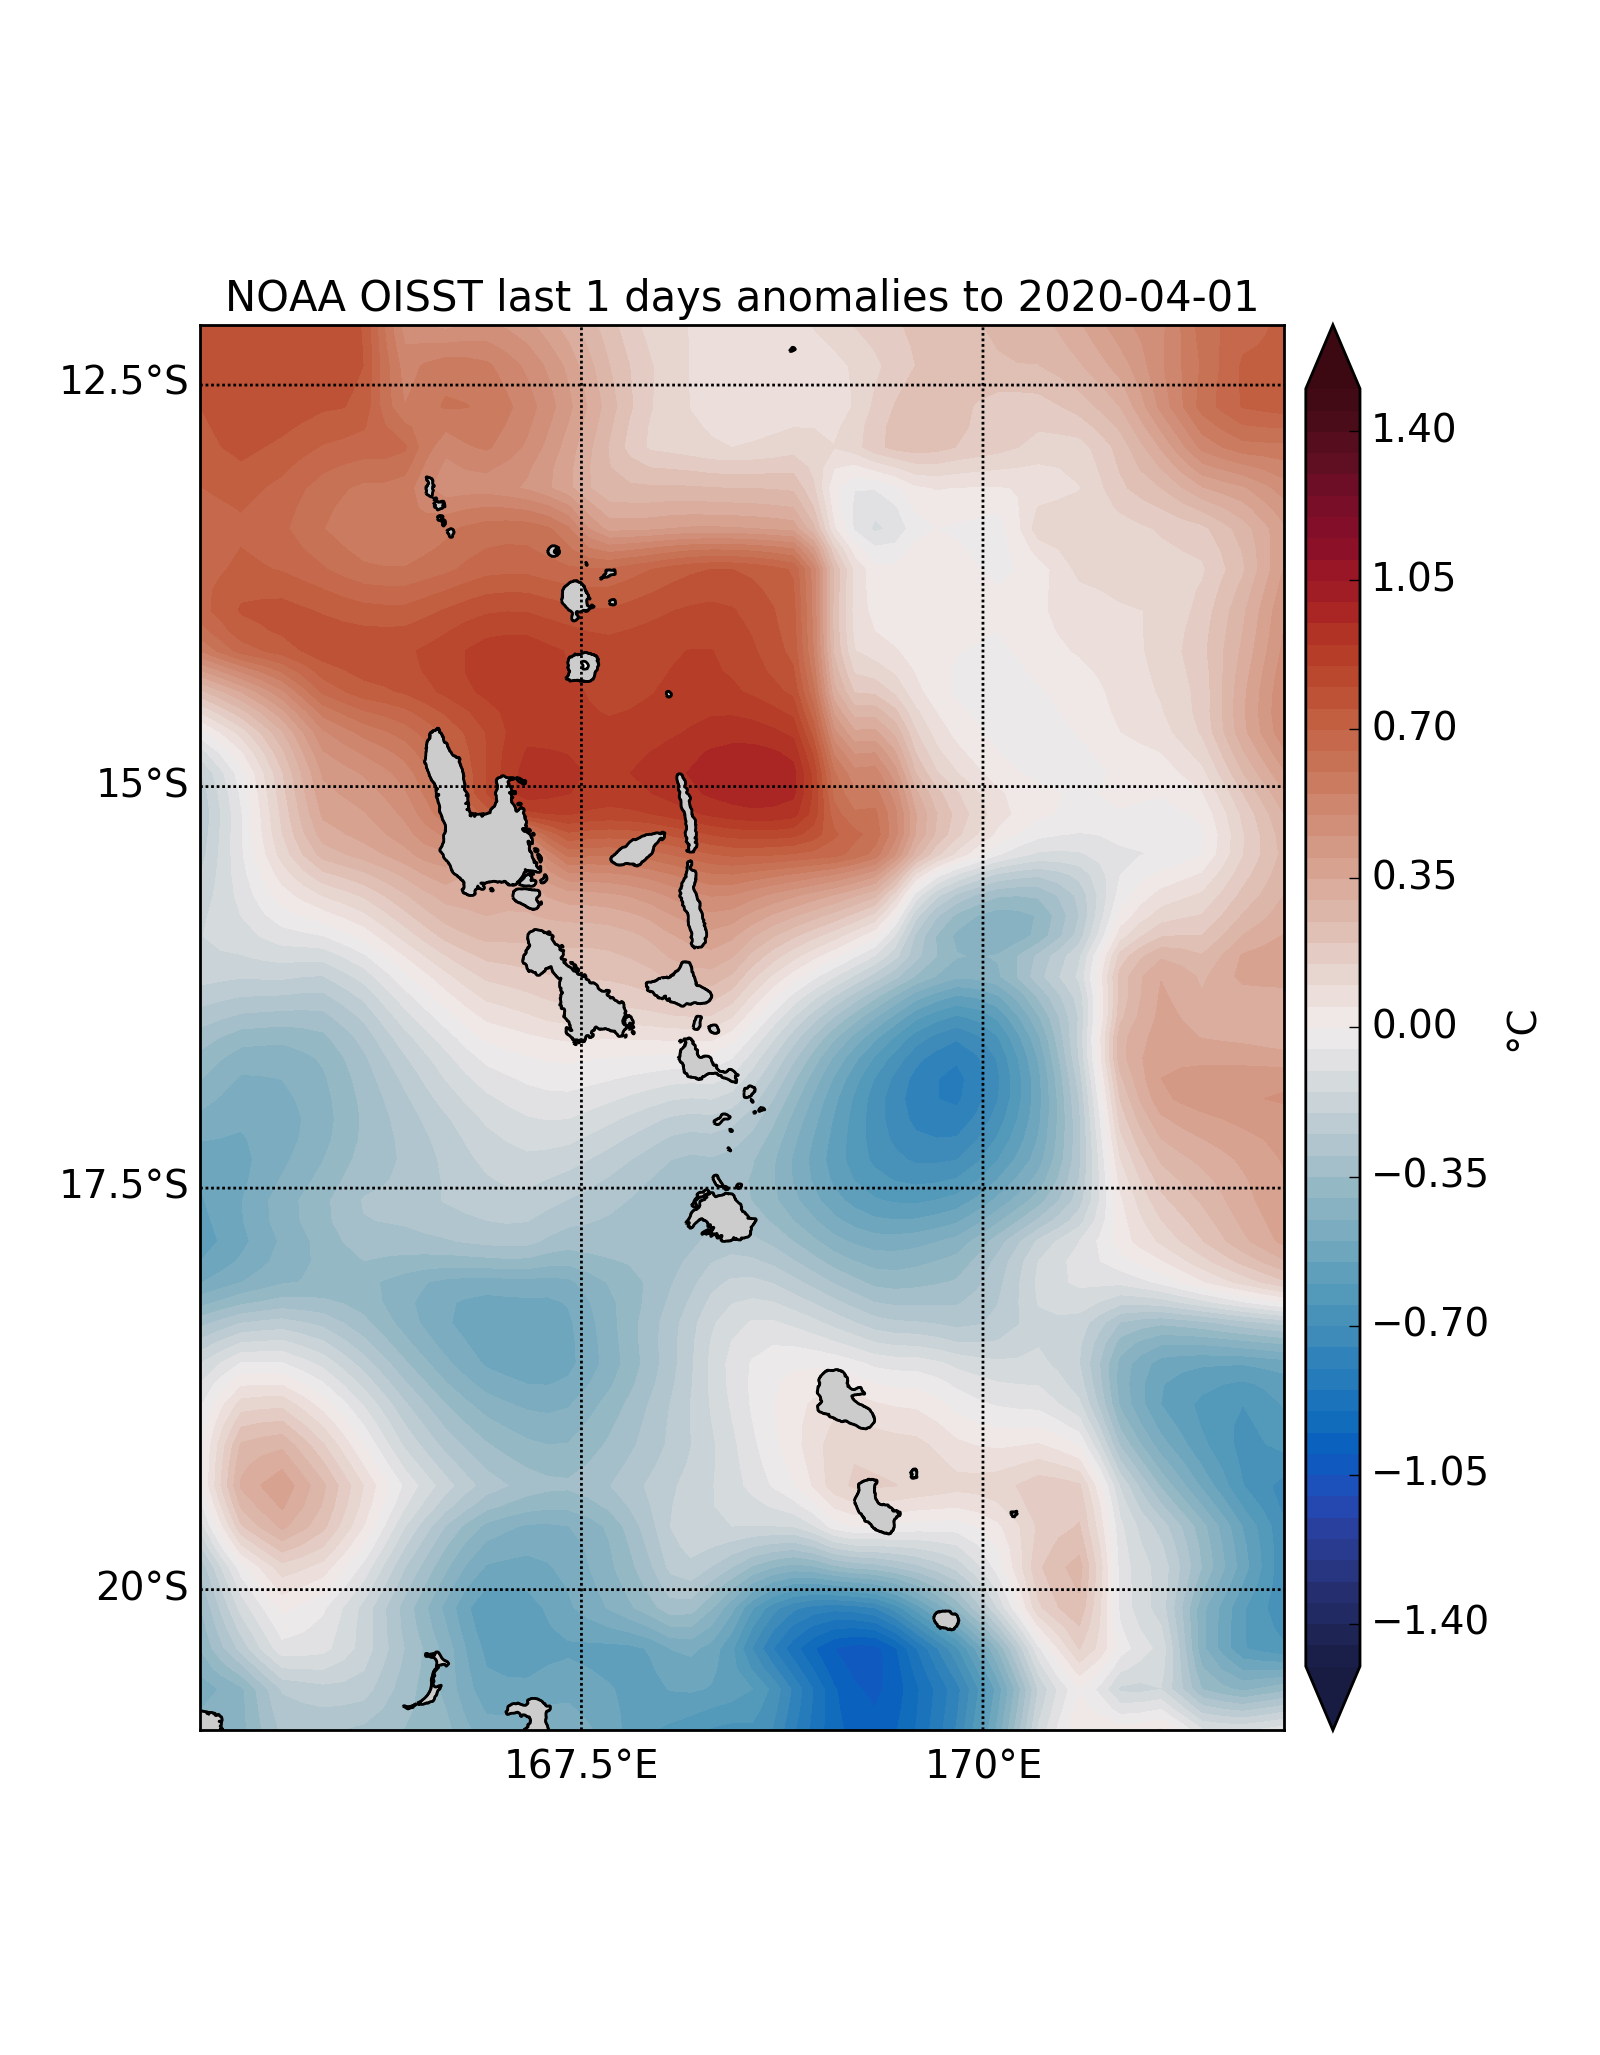 NOAA OISST last 1 days anomalies to 2020-04-01
12.5°S
15°S
17.5°S
20°S
167.5°E
170°E
1.40
1.05
0.70
0.35
0.00
−0.35
−0.70
−1.05
−1.40
°C